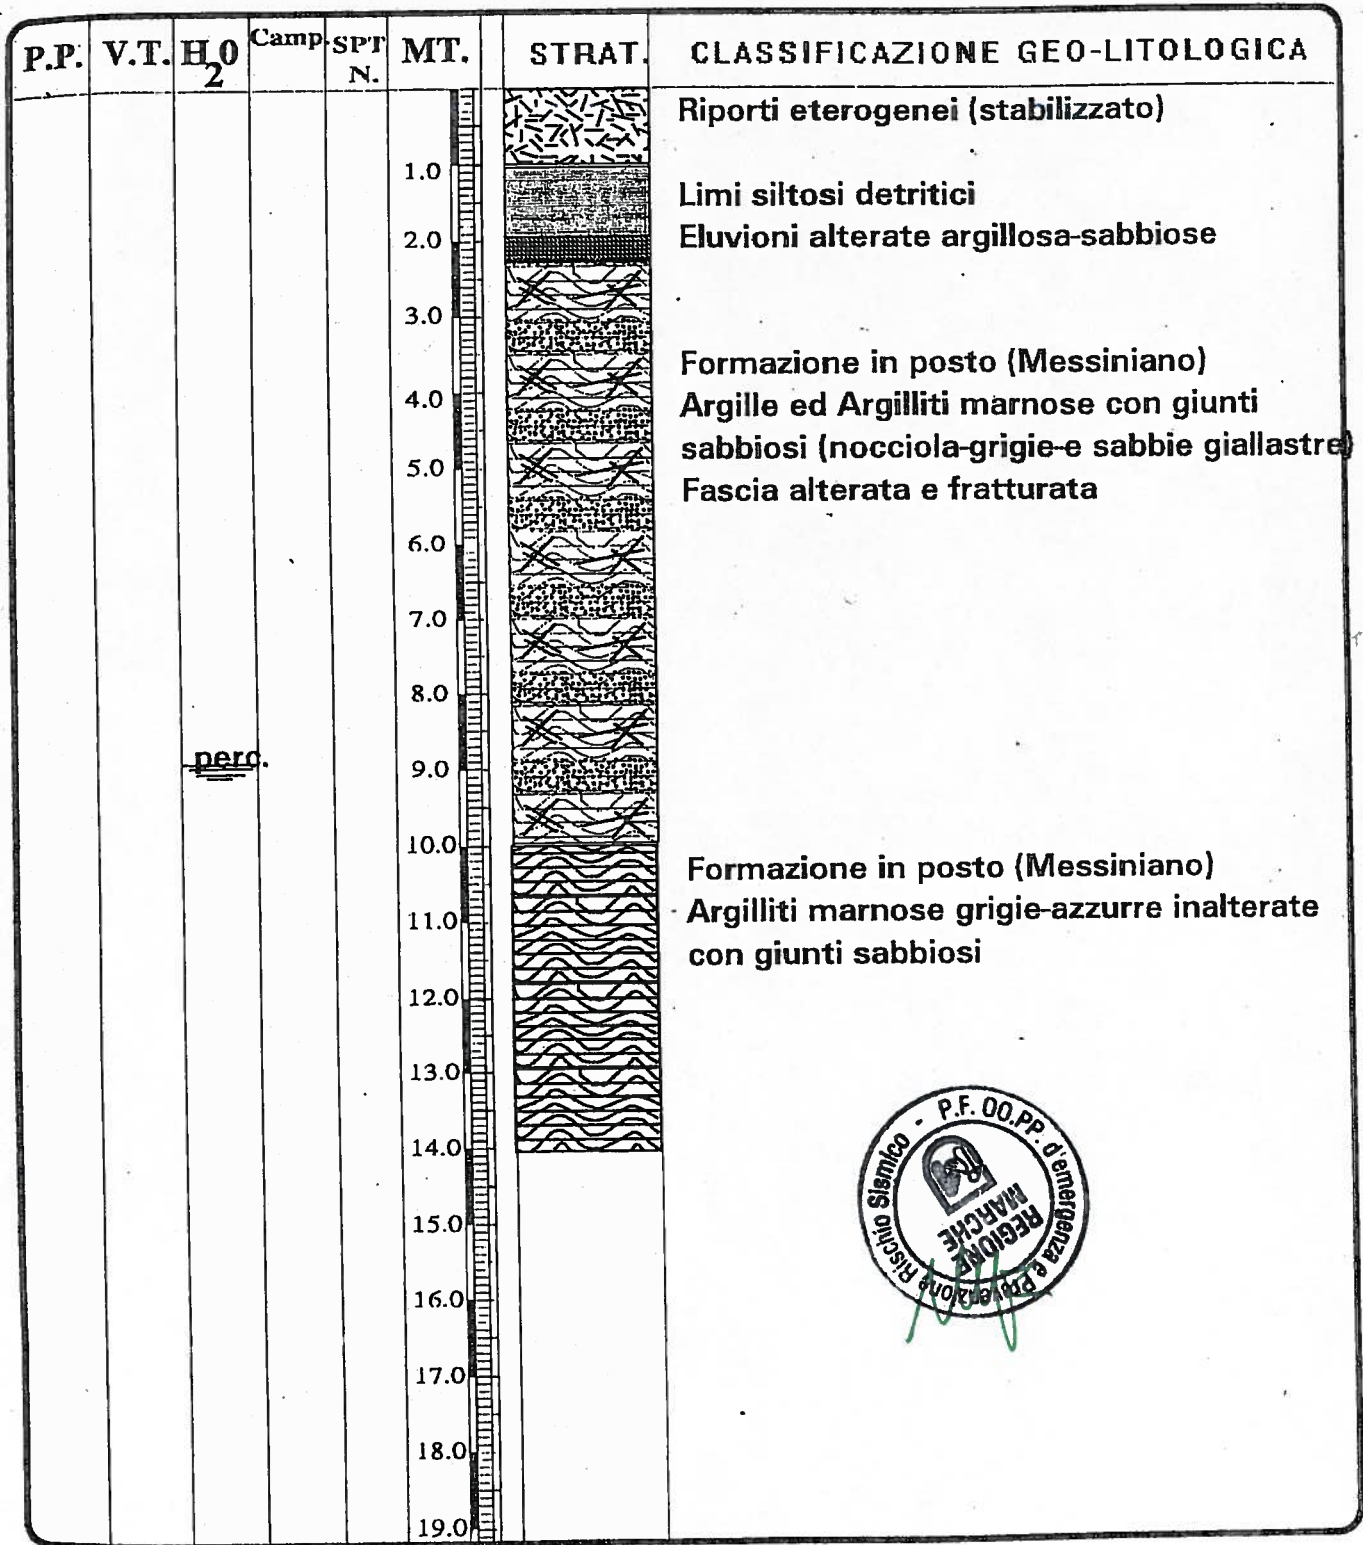 P.P. V.T. H2O Camp. SPT N. MT. STRAT. CLASSIFICAZIONE GEO-LITOLOGICA
Riporti eterogenei (stabilizzato)
1.0
Limi siltosi detritici
2.0
Eluvioni alterate argillosa-sabbiose
3.0
Formazione in posto (Messiniano)
4.0
Argille ed Argilliti marnose con giunti
sabbiosi (nocciola-grigie-e sabbie giallastre)
5.0
Fascia alterata e fratturata
6.0
7.0
8.0
perc.
9.0
10.0
Formazione in posto (Messiniano)
Argilliti marnose grigie-azzurre inalterate
11.0
con giunti sabbiosi
12.0
13.0
14.0
15.0
16.0
17.0
18.0
19.0
P.F. OO.PP. d'emergenza e Prevenzione Rischio Sismico -
REGIONE
MARCHE